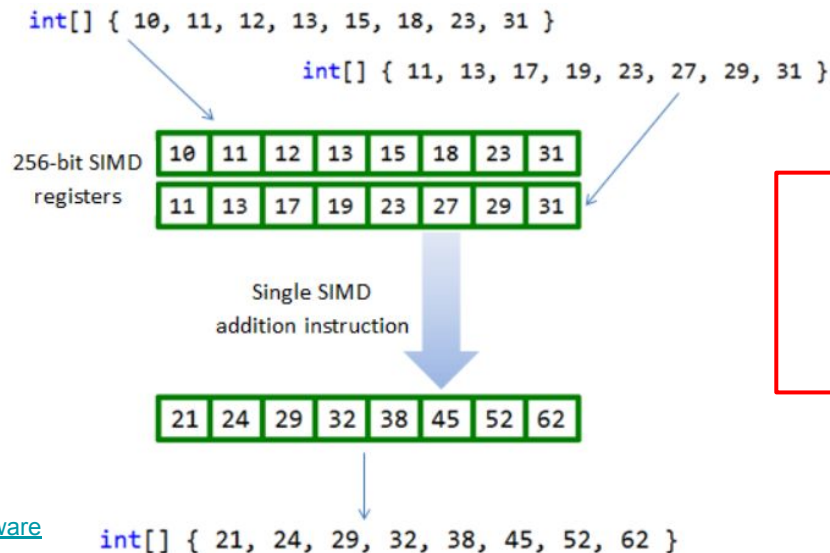 int[] { 10, 11, 12, 13, 15, 18, 23, 31 }
int[] { 11, 13, 17, 19, 23, 27, 29, 31 }
256-bit SIMD
registers
10 11 12 13 15 18 23 31
11 13 17 19 23 27 29 31
Single SIMD
addition instruction
21 24 29 32 38 45 52 62
int[] { 21, 24, 29, 32, 38, 45, 52, 62 }